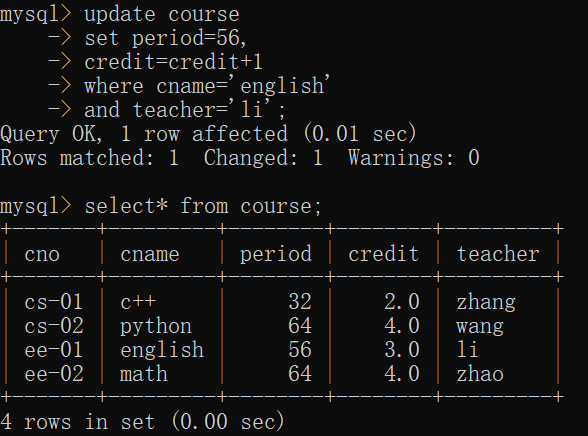 mysql> update course
    -> set period=56,
    -> credit=credit+1
    -> where cname='english'
    -> and teacher='li';
Query OK, 1 row affected (0.01 sec)
Rows matched: 1  Changed: 1  Warnings: 0

mysql> select* from course;
+-------+---------+--------+--------+---------+
| cno   | cname   | period | credit | teacher |
+-------+---------+--------+--------+---------+
| cs-01 | c++     |     32 |    2.0 | zhang   |
| cs-02 | python  |     64 |    4.0 | wang    |
| ee-01 | english |     56 |    3.0 | li      |
| ee-02 | math    |     64 |    4.0 | zhao    |
+-------+---------+--------+--------+---------+
4 rows in set (0.00 sec)